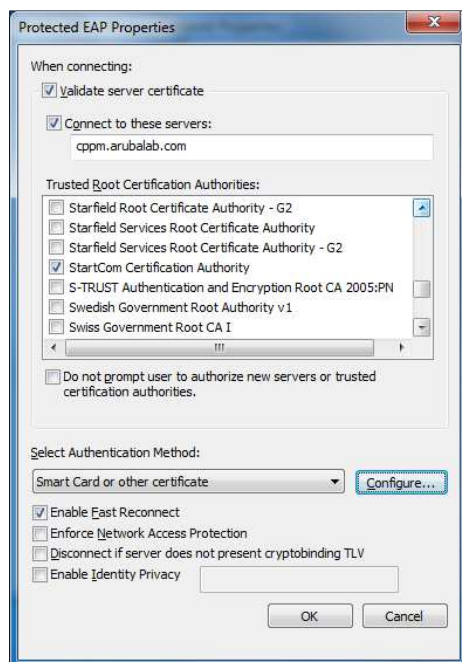 Protected EAP Properties
When connecting:
Validate server certificate
Connect to these servers:
cppm.arubalab.com
Trusted Root Certification Authorities:
Starfield Root Certificate Authority - G2
Starfield Services Root Certificate Authority
Starfield Services Root Certificate Authority - G2
StartCom Certification Authority
S-TRUST Authentication and Encryption Root CA 2005:PN
Swedish Government Root Authority v1
Swiss Government Root CA I
Do not prompt user to authorize new servers or trusted
certification authorities.
Select Authentication Method:
Smart Card or other certificate
Configure...
Enable Fast Reconnect
Enforce Network Access Protection
Disconnect if server does not present cryptobinding TLV
Enable Identity Privacy
OK Cancel